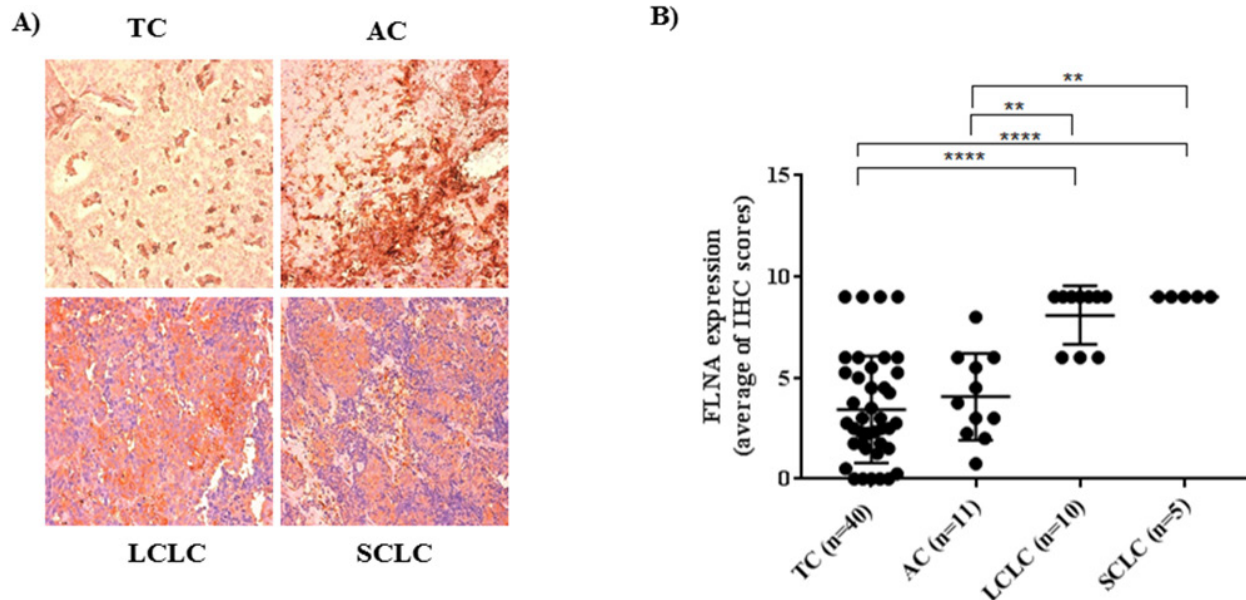 A)
TC
AC
LCLC
SCLC
B)
**
**
****
****
FLNA expression
(average of IHC scores)
15
10
5
0
TC (n=40)
AC (n=11)
LCLC (n=10)
SCLC (n=5)